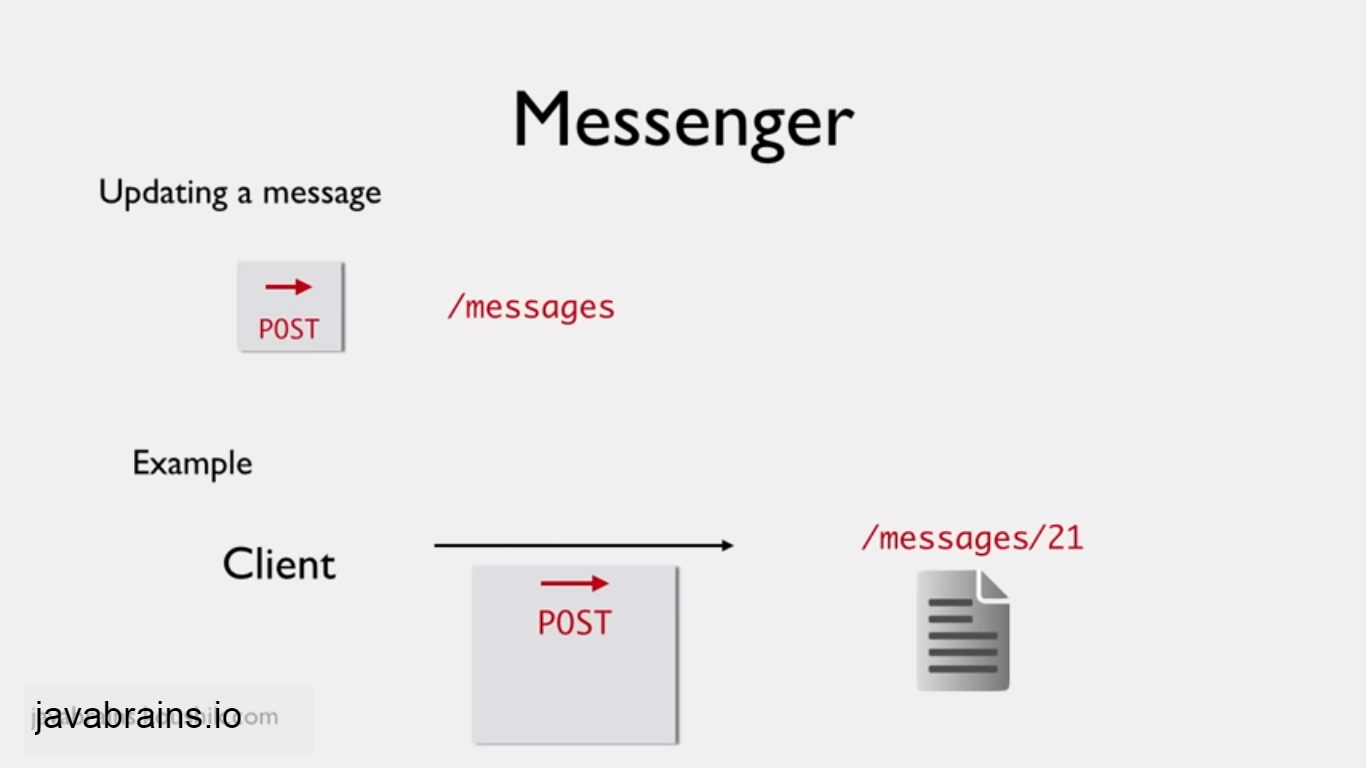 Messenger
Updating a message
POST
/messages
Example
/messages/21
Client
POST
javabrains.io